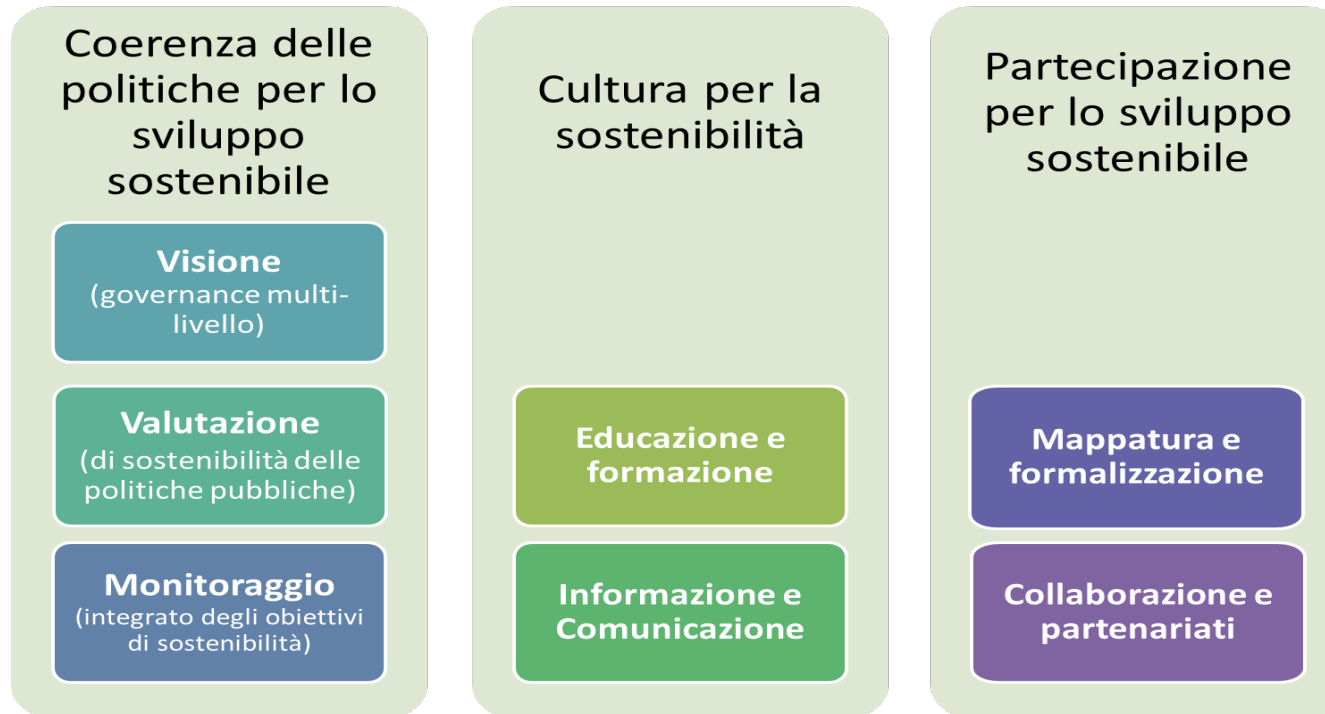 Coerenza delle
politiche per lo
sviluppo
sostenibile
Visione
(governance multi-
livello)
Valutazione
(di sostenibilità delle
politiche pubbliche)
Monitoraggio
(integrato degli obiettivi
di sostenibilità)
Cultura per la
sostenibilità
Educazione e
formazione
Informazione e
Comunicazione
Partecipazione
per lo sviluppo
sostenibile
Mappatura e
formalizzazione
Collaborazione e
partenariati